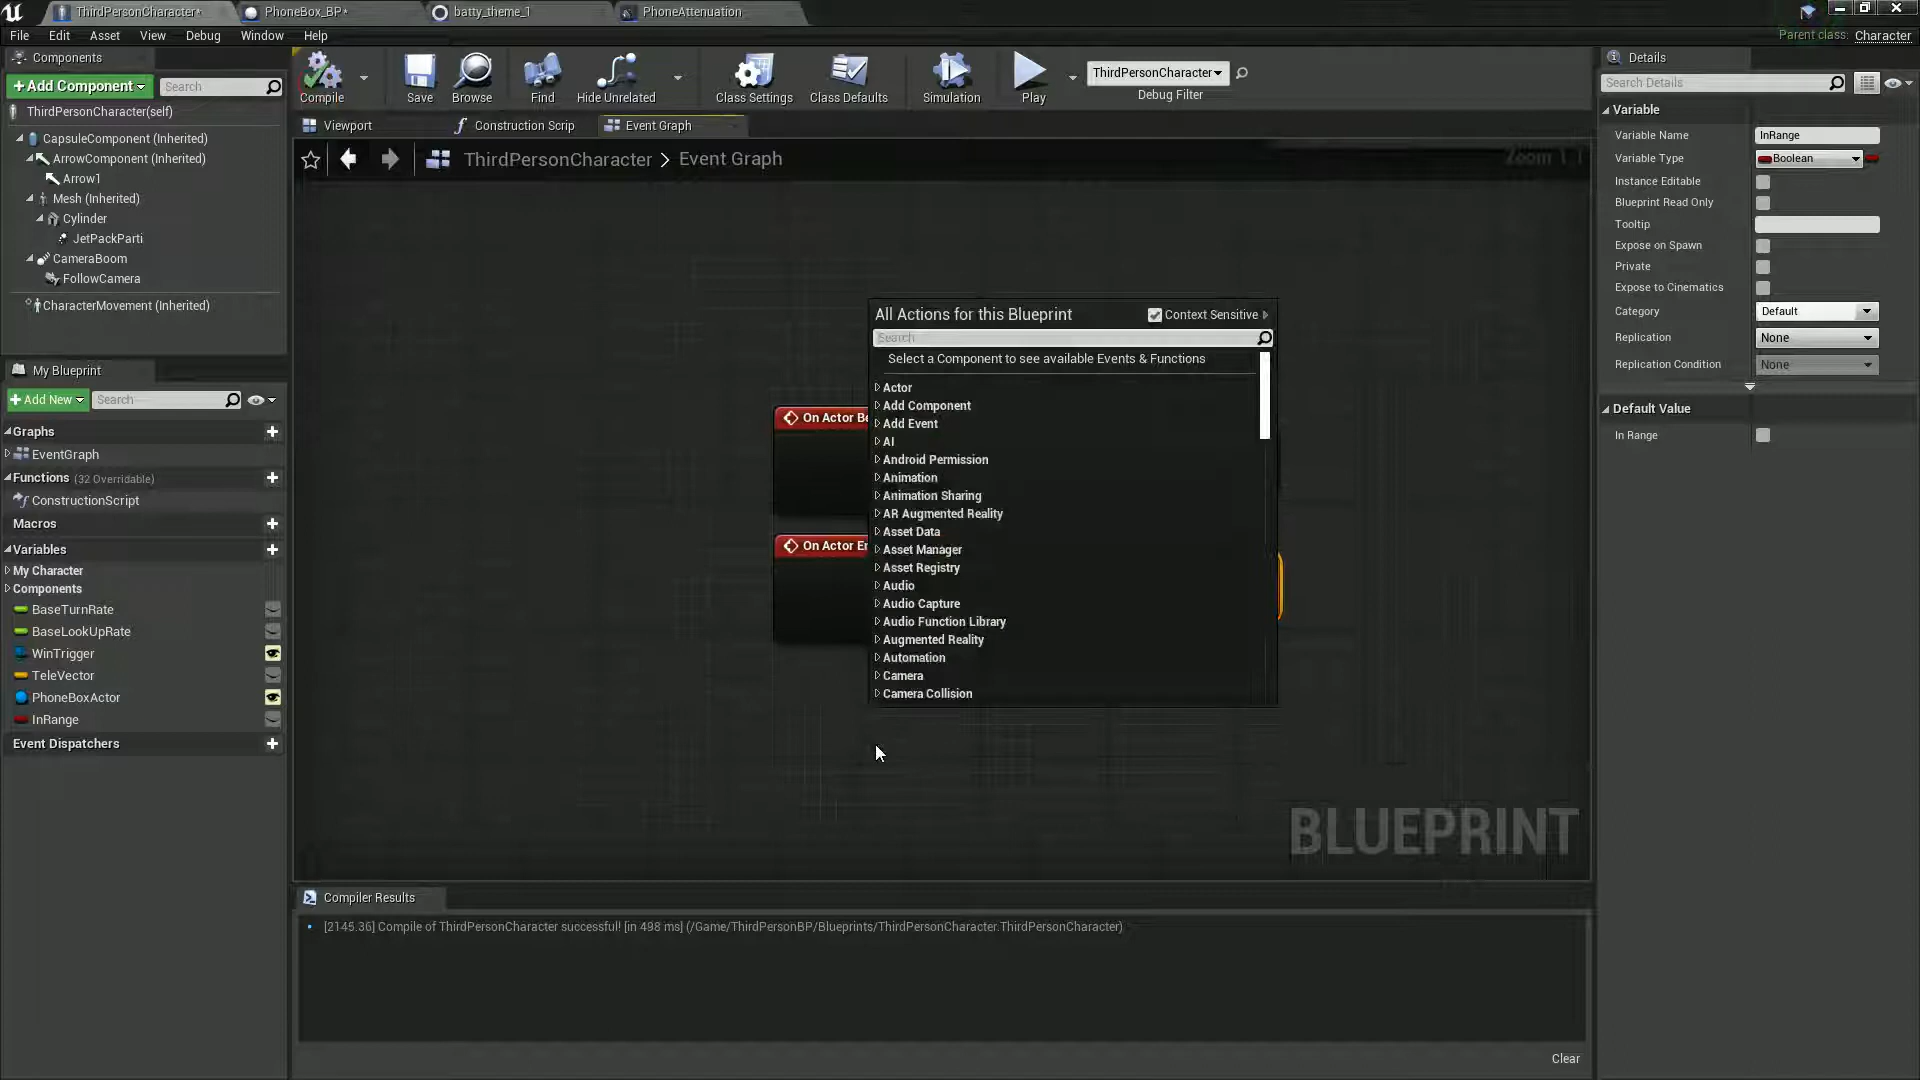 ThirdPersonCharacter*
PhoneBox_BP*
batty_theme_1
PhoneAttenuation
File Edit Asset View Debug Window Help
Parent class: Character
Components
+Add Component
Search
ThirdPersonCharacter(self)
CapsuleComponent (Inherited)
ArrowComponent (Inherited)
Arrow1
Mesh (Inherited)
Cylinder
JetPackParti
CameraBoom
FollowCamera
CharacterMovement (Inherited)
My Blueprint
+Add New
Search
Graphs
EventGraph
Functions (32 Overridable)
ConstructionScript
Macros
Variables
My Character
Components
BaseTurnRate
BaseLookUpRate
WinTrigger
TeleVector
PhoneBoxActor
InRange
Event Dispatchers
Compile
Save
Browse
Find
Hide Unrelated
Class Settings
Class Defaults
Simulation
Play
ThirdPersonCharacter
Debug Filter
Viewport
Construction Scrip
Event Graph
ThirdPersonCharacter > Event Graph
Zoom 1:1
On Actor Be
On Actor En
All Actions for this Blueprint
Context Sensitive
Search
Select a Component to see available Events & Functions
Actor
Add Component
Add Event
AI
Android Permission
Animation
Animation Sharing
AR Augmented Reality
Asset Data
Asset Manager
Asset Registry
Audio
Audio Capture
Audio Function Library
Augmented Reality
Automation
Camera
Camera Collision
BLUEPRINT
Compiler Results
[2145.36] Compile of ThirdPersonCharacter successful! [in 498 ms] (/Game/ThirdPersonBP/Blueprints/ThirdPersonCharacter.ThirdPersonCharacter)
Clear
Details
Search Details
Variable
Variable Name InRange
Variable Type Boolean
Instance Editable
Blueprint Read Only
Tooltip
Expose on Spawn
Private
Expose to Cinematics
Category Default
Replication None
Replication Condition None
Default Value
In Range